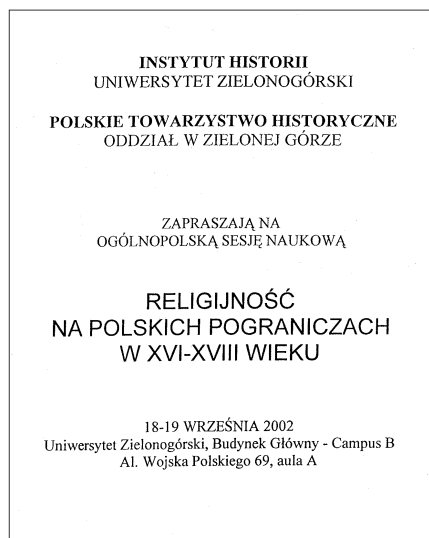 INSTYTUT HISTORII
UNIWERSYTET ZIELONOGÓRSKI
POLSKIE TOWARZYSTWO HISTORYCZNE
ODDZIAŁ W ZIELONEJ GÓRZE
ZAPRASZAJĄ NA
OGÓLNOPOLSKĄ SESJĘ NAUKOWĄ
RELIGIJNOŚĆ
NA POLSKICH POGRANICZACH
W XVI-XVIII WIEKU
18-19 WRZEŚNIA 2002
Uniwersytet Zielonogórski, Budynek Główny - Campus B
Al. Wojska Polskiego 69, aula A